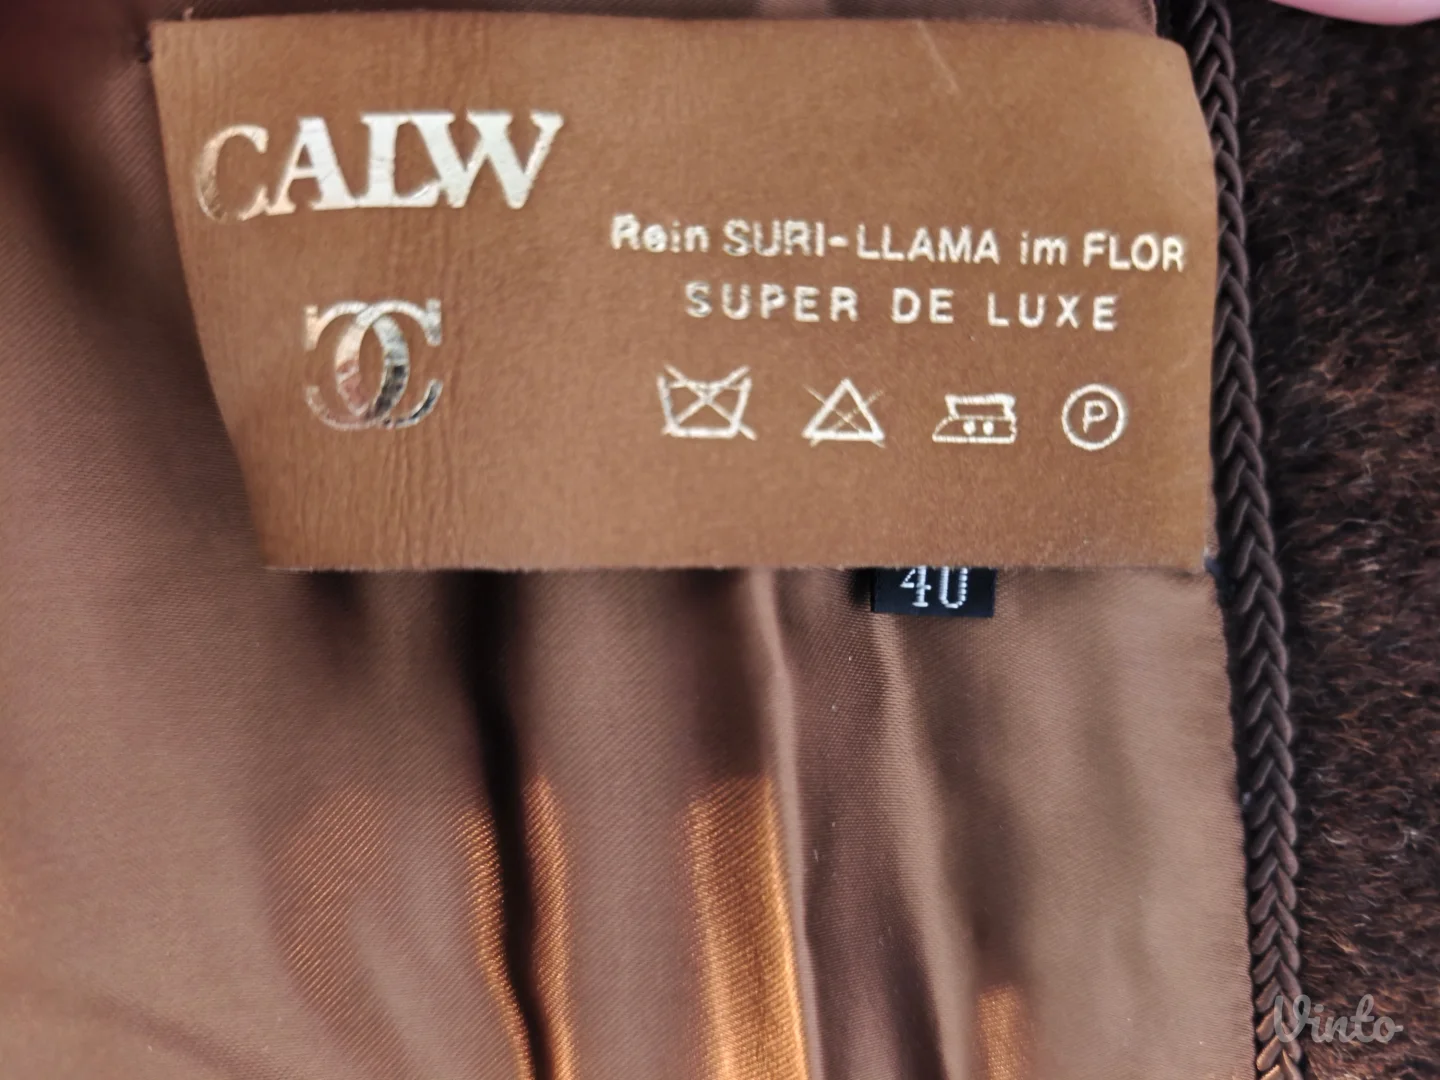 CALW
Rein SURI-LLAMA im FLOR
SUPER DE LUXE
P
40
Vinto